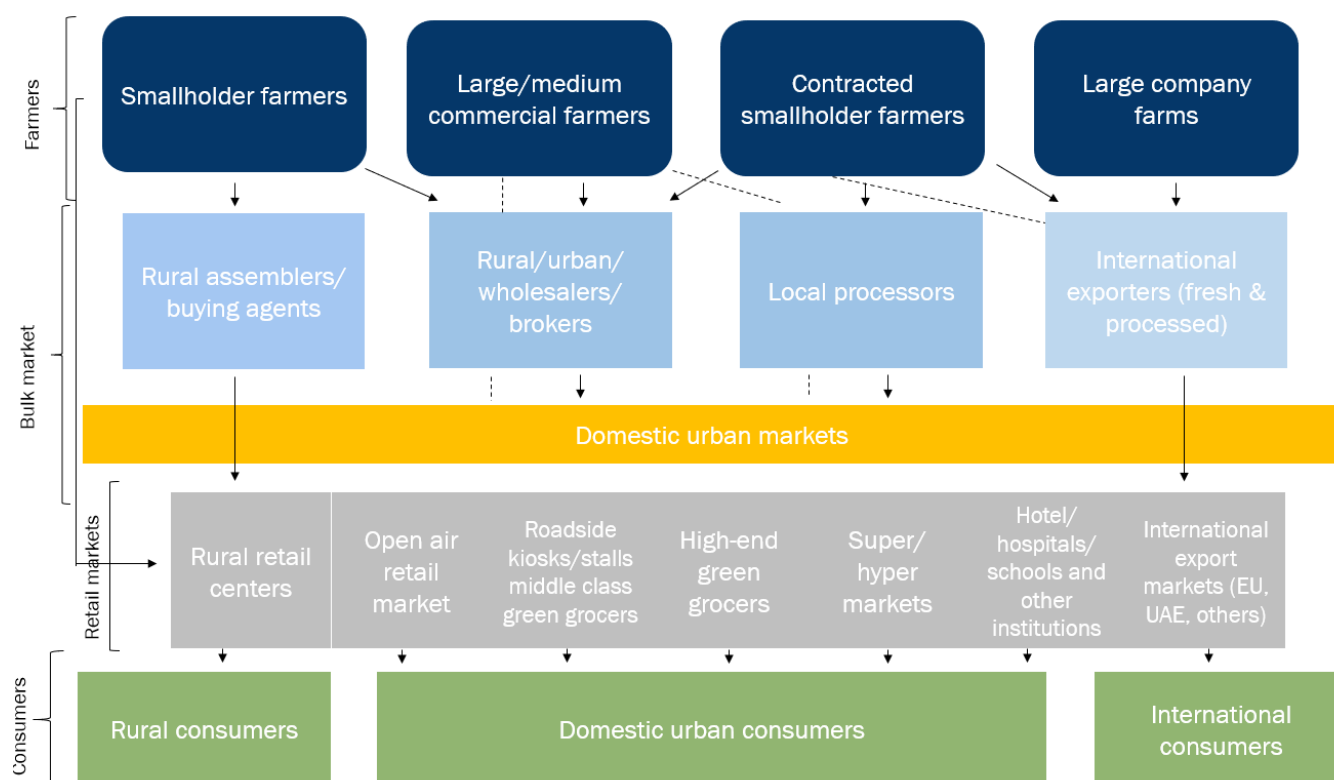 Farmers
Smallholder farmers
Large/medium
commercial farmers
Contracted
smallholder farmers
Large company
farms
Bulk market
Rural assemblers/
buying agents
Rural/urban/
wholesalers/
brokers
Local processors
International
exporters (fresh &
processed)
Domestic urban markets
Retail markets
Rural retail
centers
Open air
retail
market
Roadside
kiosks/stalls
middle class
green grocers
High-end
green
grocers
Super/
hyper
markets
Hotel/
hospitals/
schools and
other
institutions
International
export
markets (EU,
UAE, others)
Consumers
Rural consumers
Domestic urban consumers
International
consumers